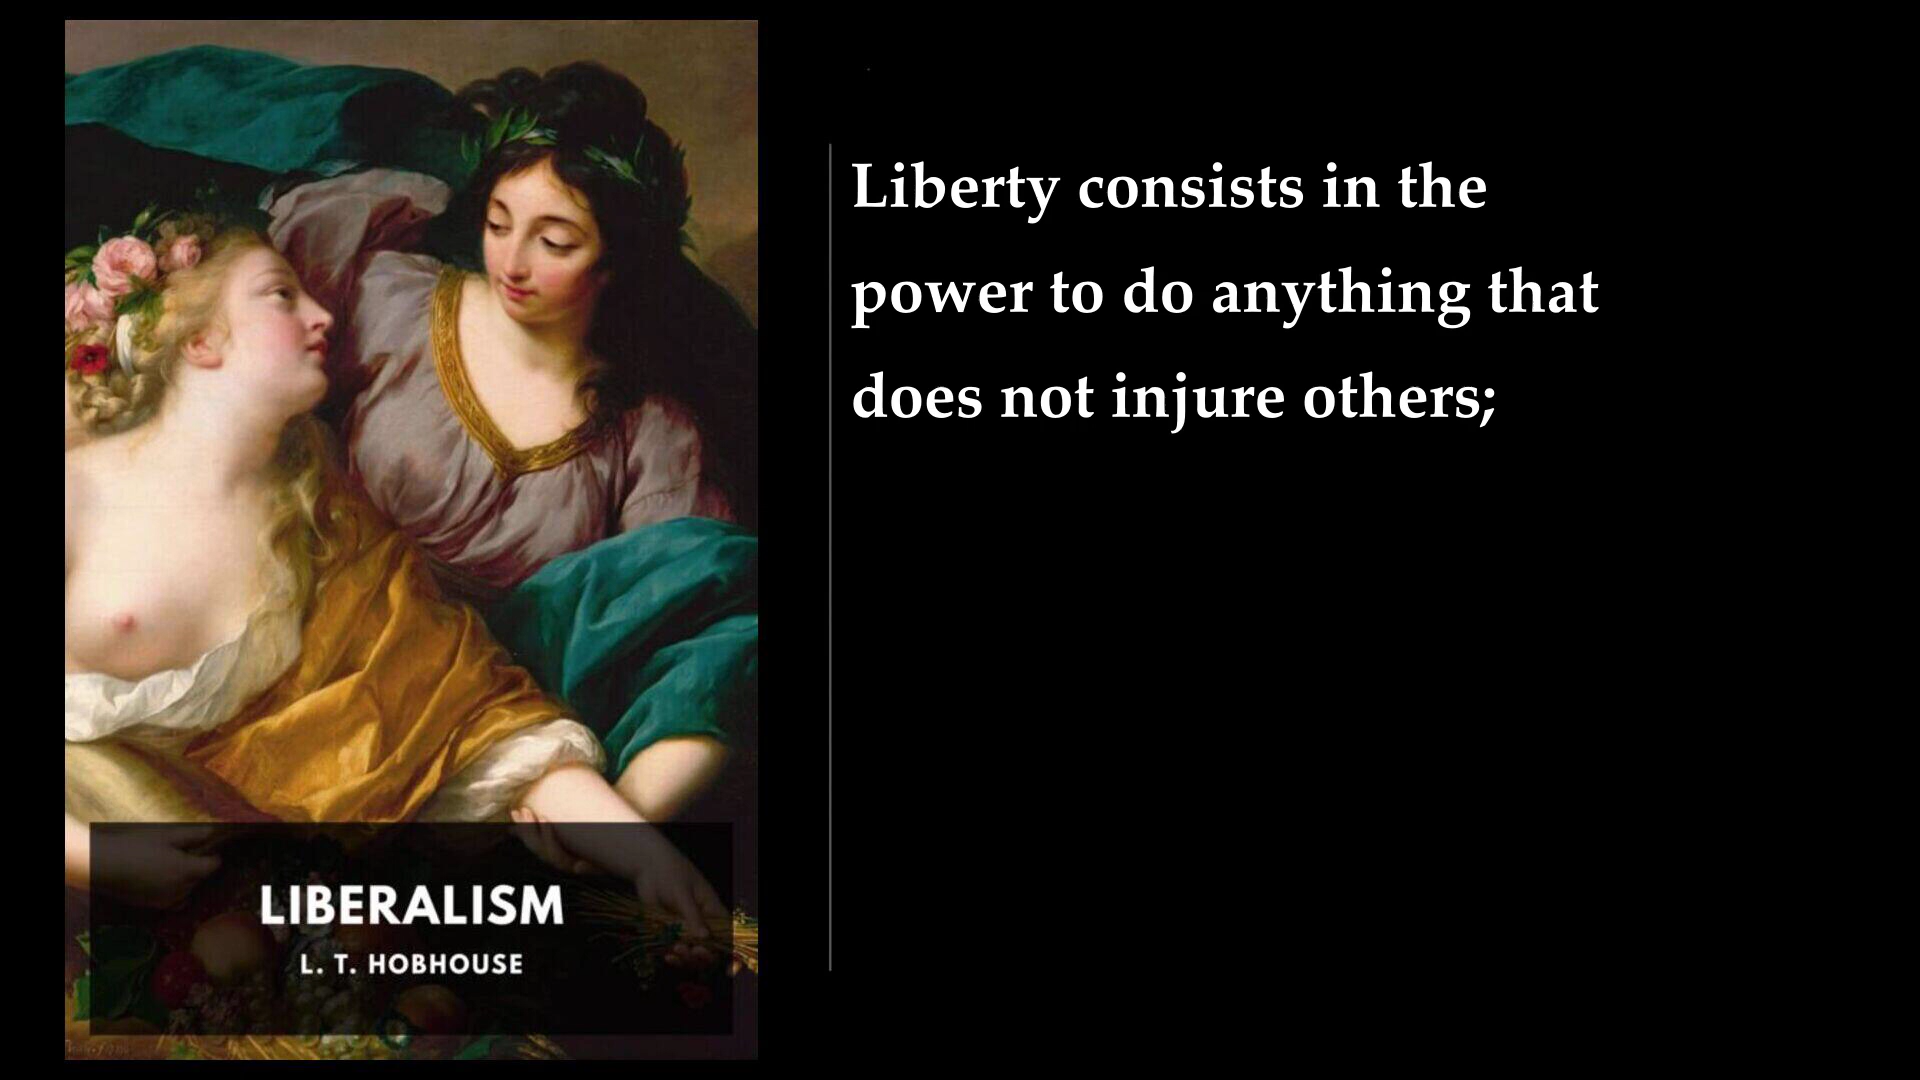 Liberty consists in the
power to do anything that
does not injure others;
LIBERALISM
L. T. HOBHOUSE